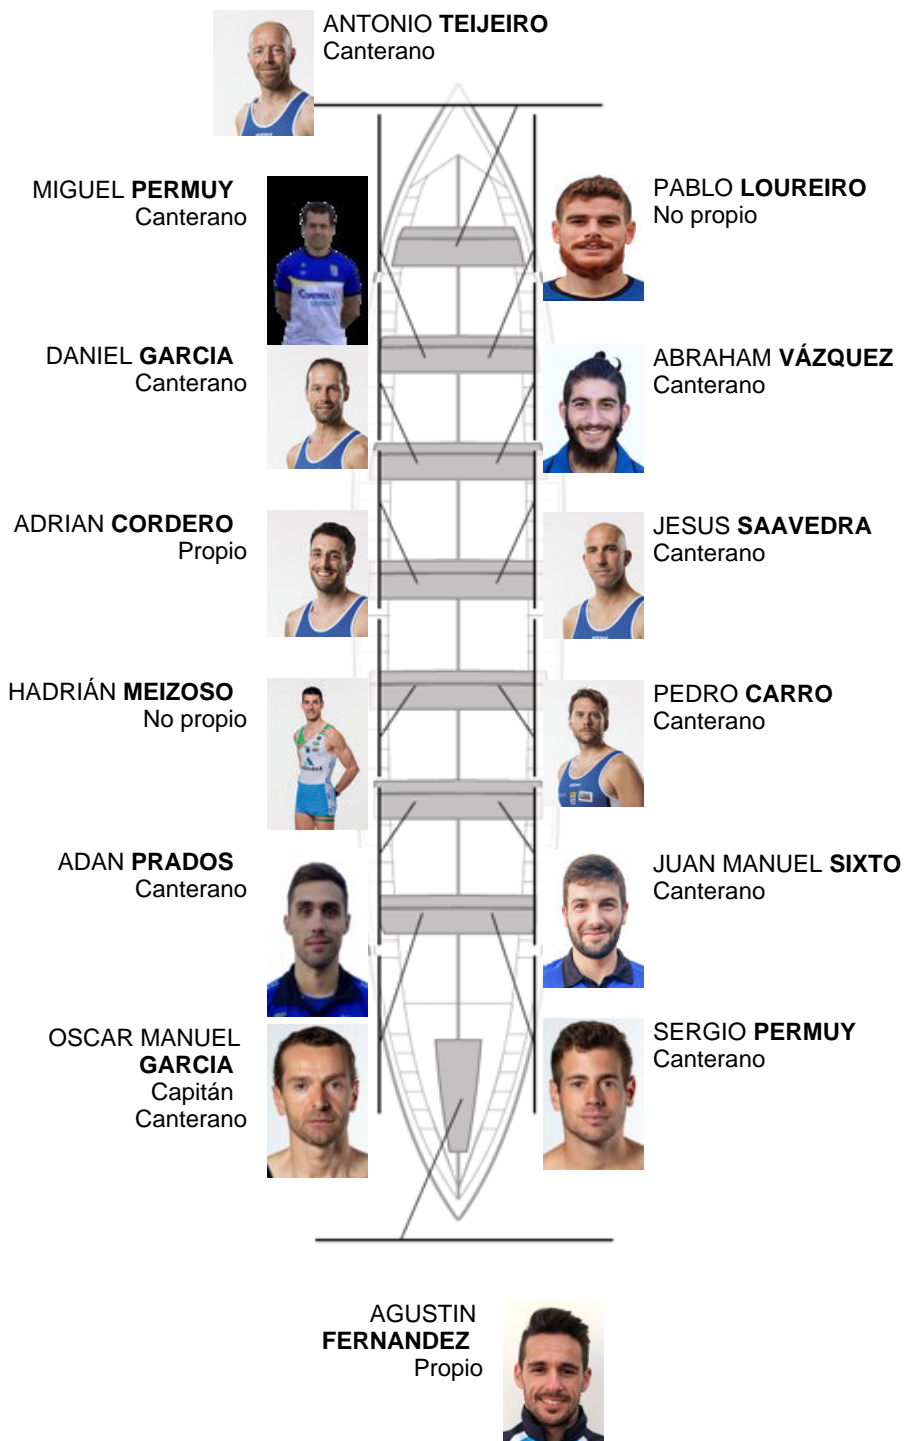 ANTONIO TEIJEIRO
Canterano
MIGUEL PERMUY
Canterano
PABLO LOUREIRO
No propio
DANIEL GARCIA
Canterano
ABRAHAM VÁZQUEZ
Canterano
ADRIAN CORDERO
Propio
JESUS SAAVEDRA
Canterano
HADRIÁN MEIZOSO
No propio
PEDRO CARRO
Canterano
ADAN PRADOS
Canterano
JUAN MANUEL SIXTO
Canterano
OSCAR MANUEL
GARCIA
Capitán
Canterano
SERGIO PERMUY
Canterano
AGUSTIN
FERNANDEZ
Propio